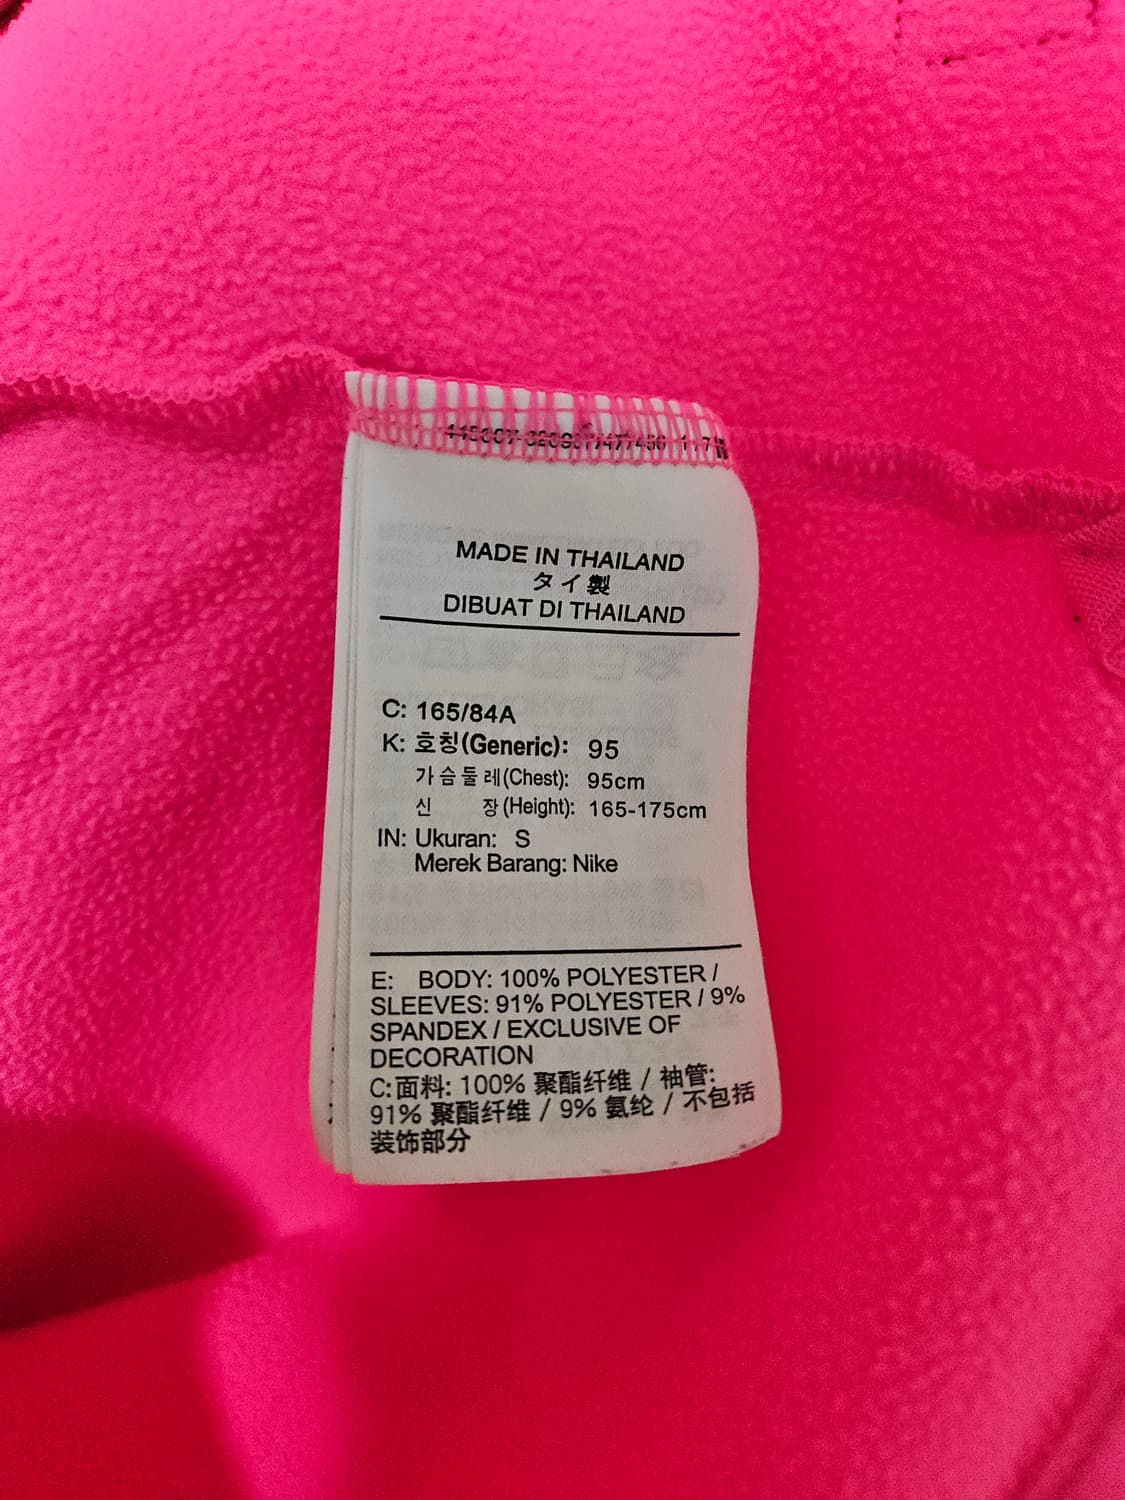 MADE IN THAILAND
タイ製
DIBUAT DI THAILAND
C: 165/84A
K: 호칭(Generic): 95
가슴둘레(Chest): 95cm
신 장(Height): 165-175cm
IN: Ukuran: S
Merek Barang: Nike
E: BODY: 100% POLYESTER /
SLEEVES: 91% POLYESTER / 9%
SPANDEX / EXCLUSIVE OF
DECORATION
C:面料: 100% 聚酯纤维 / 袖管:
91% 聚酯纤维 / 9% 氨纶 / 不包括
装饰部分